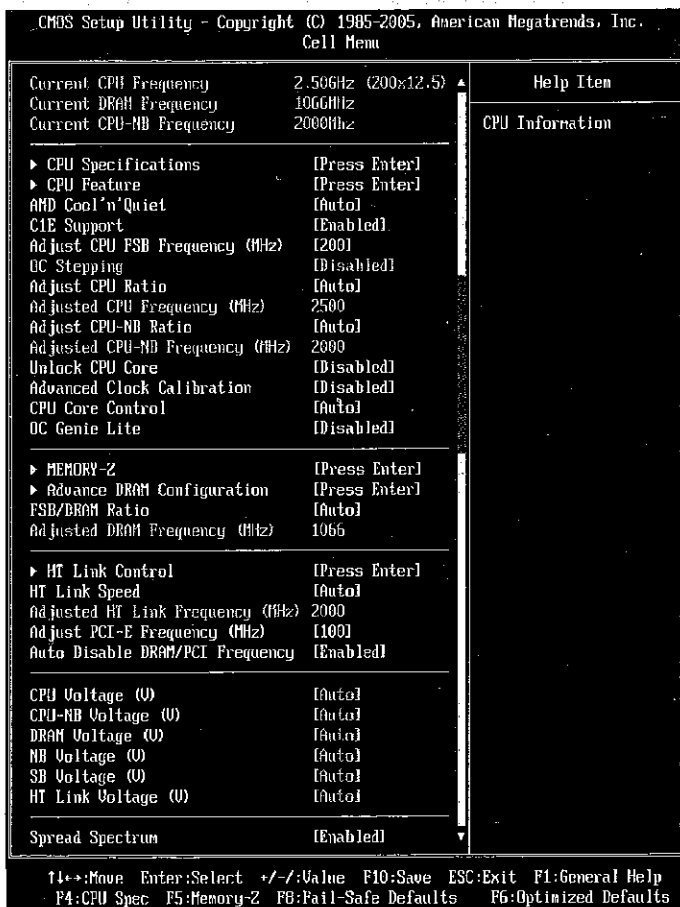 CMOS Setup Utility - Copyright (C) 1985-2005, American Megatrends, Inc.
Cell Menu
Current CPU Frequency 2.50GHz (200x12.5)
Current DRAM Frequency 1066MHz
Current CPU-NB Frequency 2000Mhz
Help Item
CPU Information
▸ CPU Specifications [Press Enter]
▸ CPU Feature [Press Enter]
AMD Cool'n'Quiet [Auto]
C1E Support [Enabled]
Adjust CPU FSB Frequency (MHz) [200]
OC Stepping [Disabled]
Adjust CPU Ratio [Auto]
Adjusted CPU Frequency (MHz) 2500
Adjust CPU-NB Ratio [Auto]
Adjusted CPU-NB Frequency (MHz) 2000
Unlock CPU Core [Disabled]
Advanced Clock Calibration [Disabled]
CPU Core Control [Auto]
OC Genie Lite [Disabled]
▸ MEMORY-Z [Press Enter]
▸ Advance DRAM Configuration [Press Enter]
FSB/DRAM Ratio [Auto]
Adjusted DRAM Frequency (MHz) 1066
▸ HT Link Control [Press Enter]
HT Link Speed [Auto]
Adjusted HT Link Frequency (MHz) 2000
Adjust PCI-E Frequency (MHz) [100]
Auto Disable DRAM/PCI Frequency [Enabled]
CPU Voltage (V) [Auto]
CPU-NB Voltage (V) [Auto]
DRAM Voltage (V) [Auto]
NB Voltage (V) [Auto]
SB Voltage (V) [Auto]
HT Link Voltage (V) [Auto]
Spread Spectrum [Enabled]
↑↓←→:Move Enter:Select +/-/:Value F10:Save ESC:Exit F1:General Help
F4:CPU Spec F5:Memory-Z F8:Fail-Safe Defaults F6:Optimized Defaults